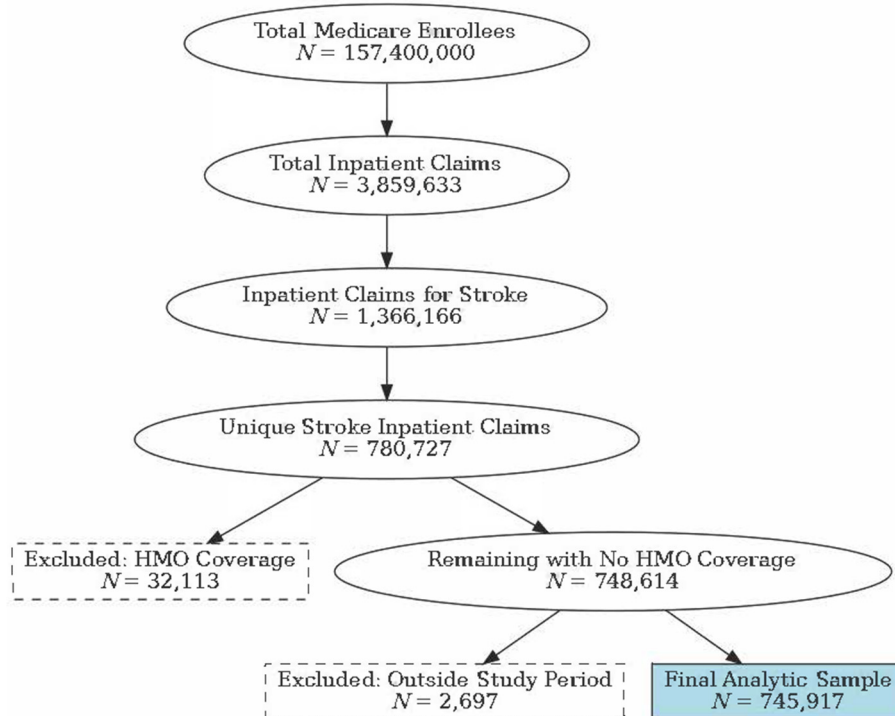 Total Medicare Enrollees
N = 157,400,000
Total Inpatient Claims
N = 3,859,633
Inpatient Claims for Stroke
N = 1,366,166
Unique Stroke Inpatient Claims
N = 780,727
Excluded: HMO Coverage
N = 32,113
Remaining with No HMO Coverage
N = 748,614
Excluded: Outside Study Period
N = 2,697
Final Analytic Sample
N = 745,917